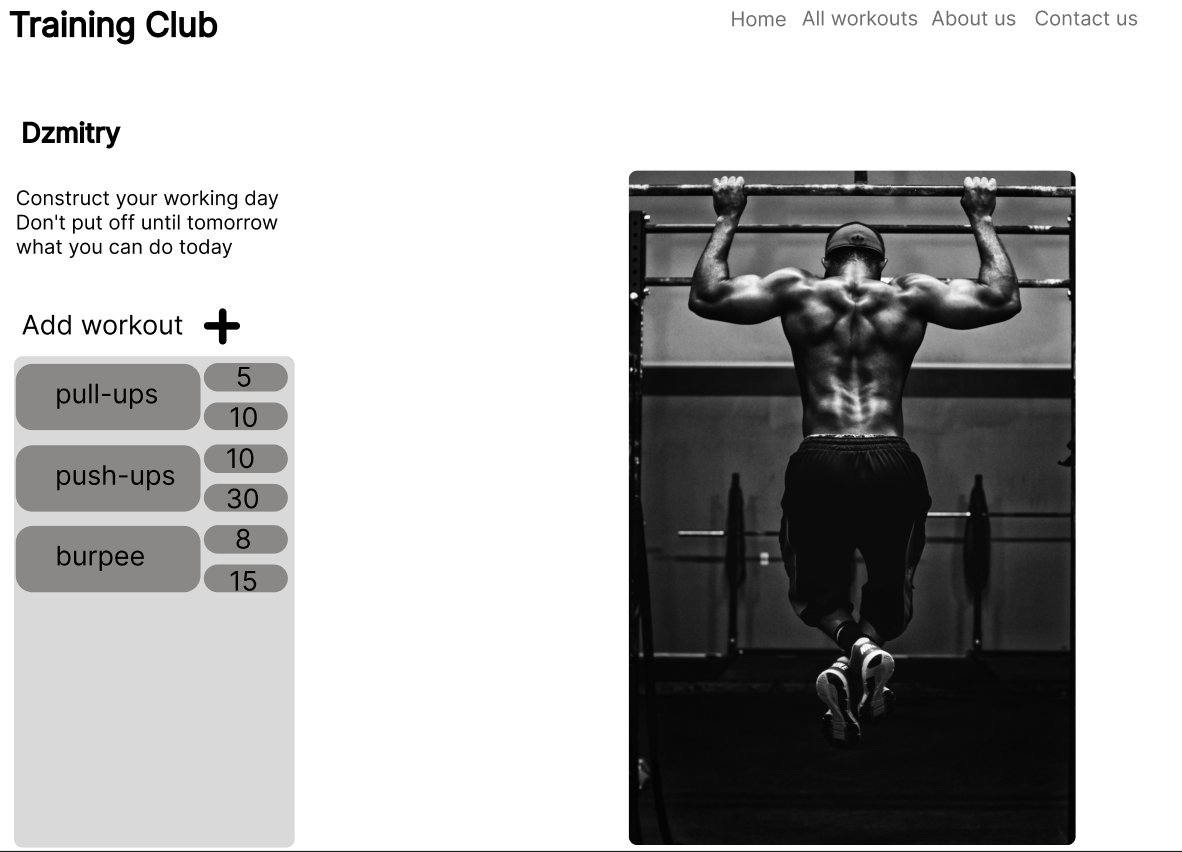 Training Club
Home All workouts About us Contact us
Dzmitry
Construct your working day
Don't put off until tomorrow
what you can do today
Add workout
pull-ups
5
10
push-ups
10
30
burpee
8
15